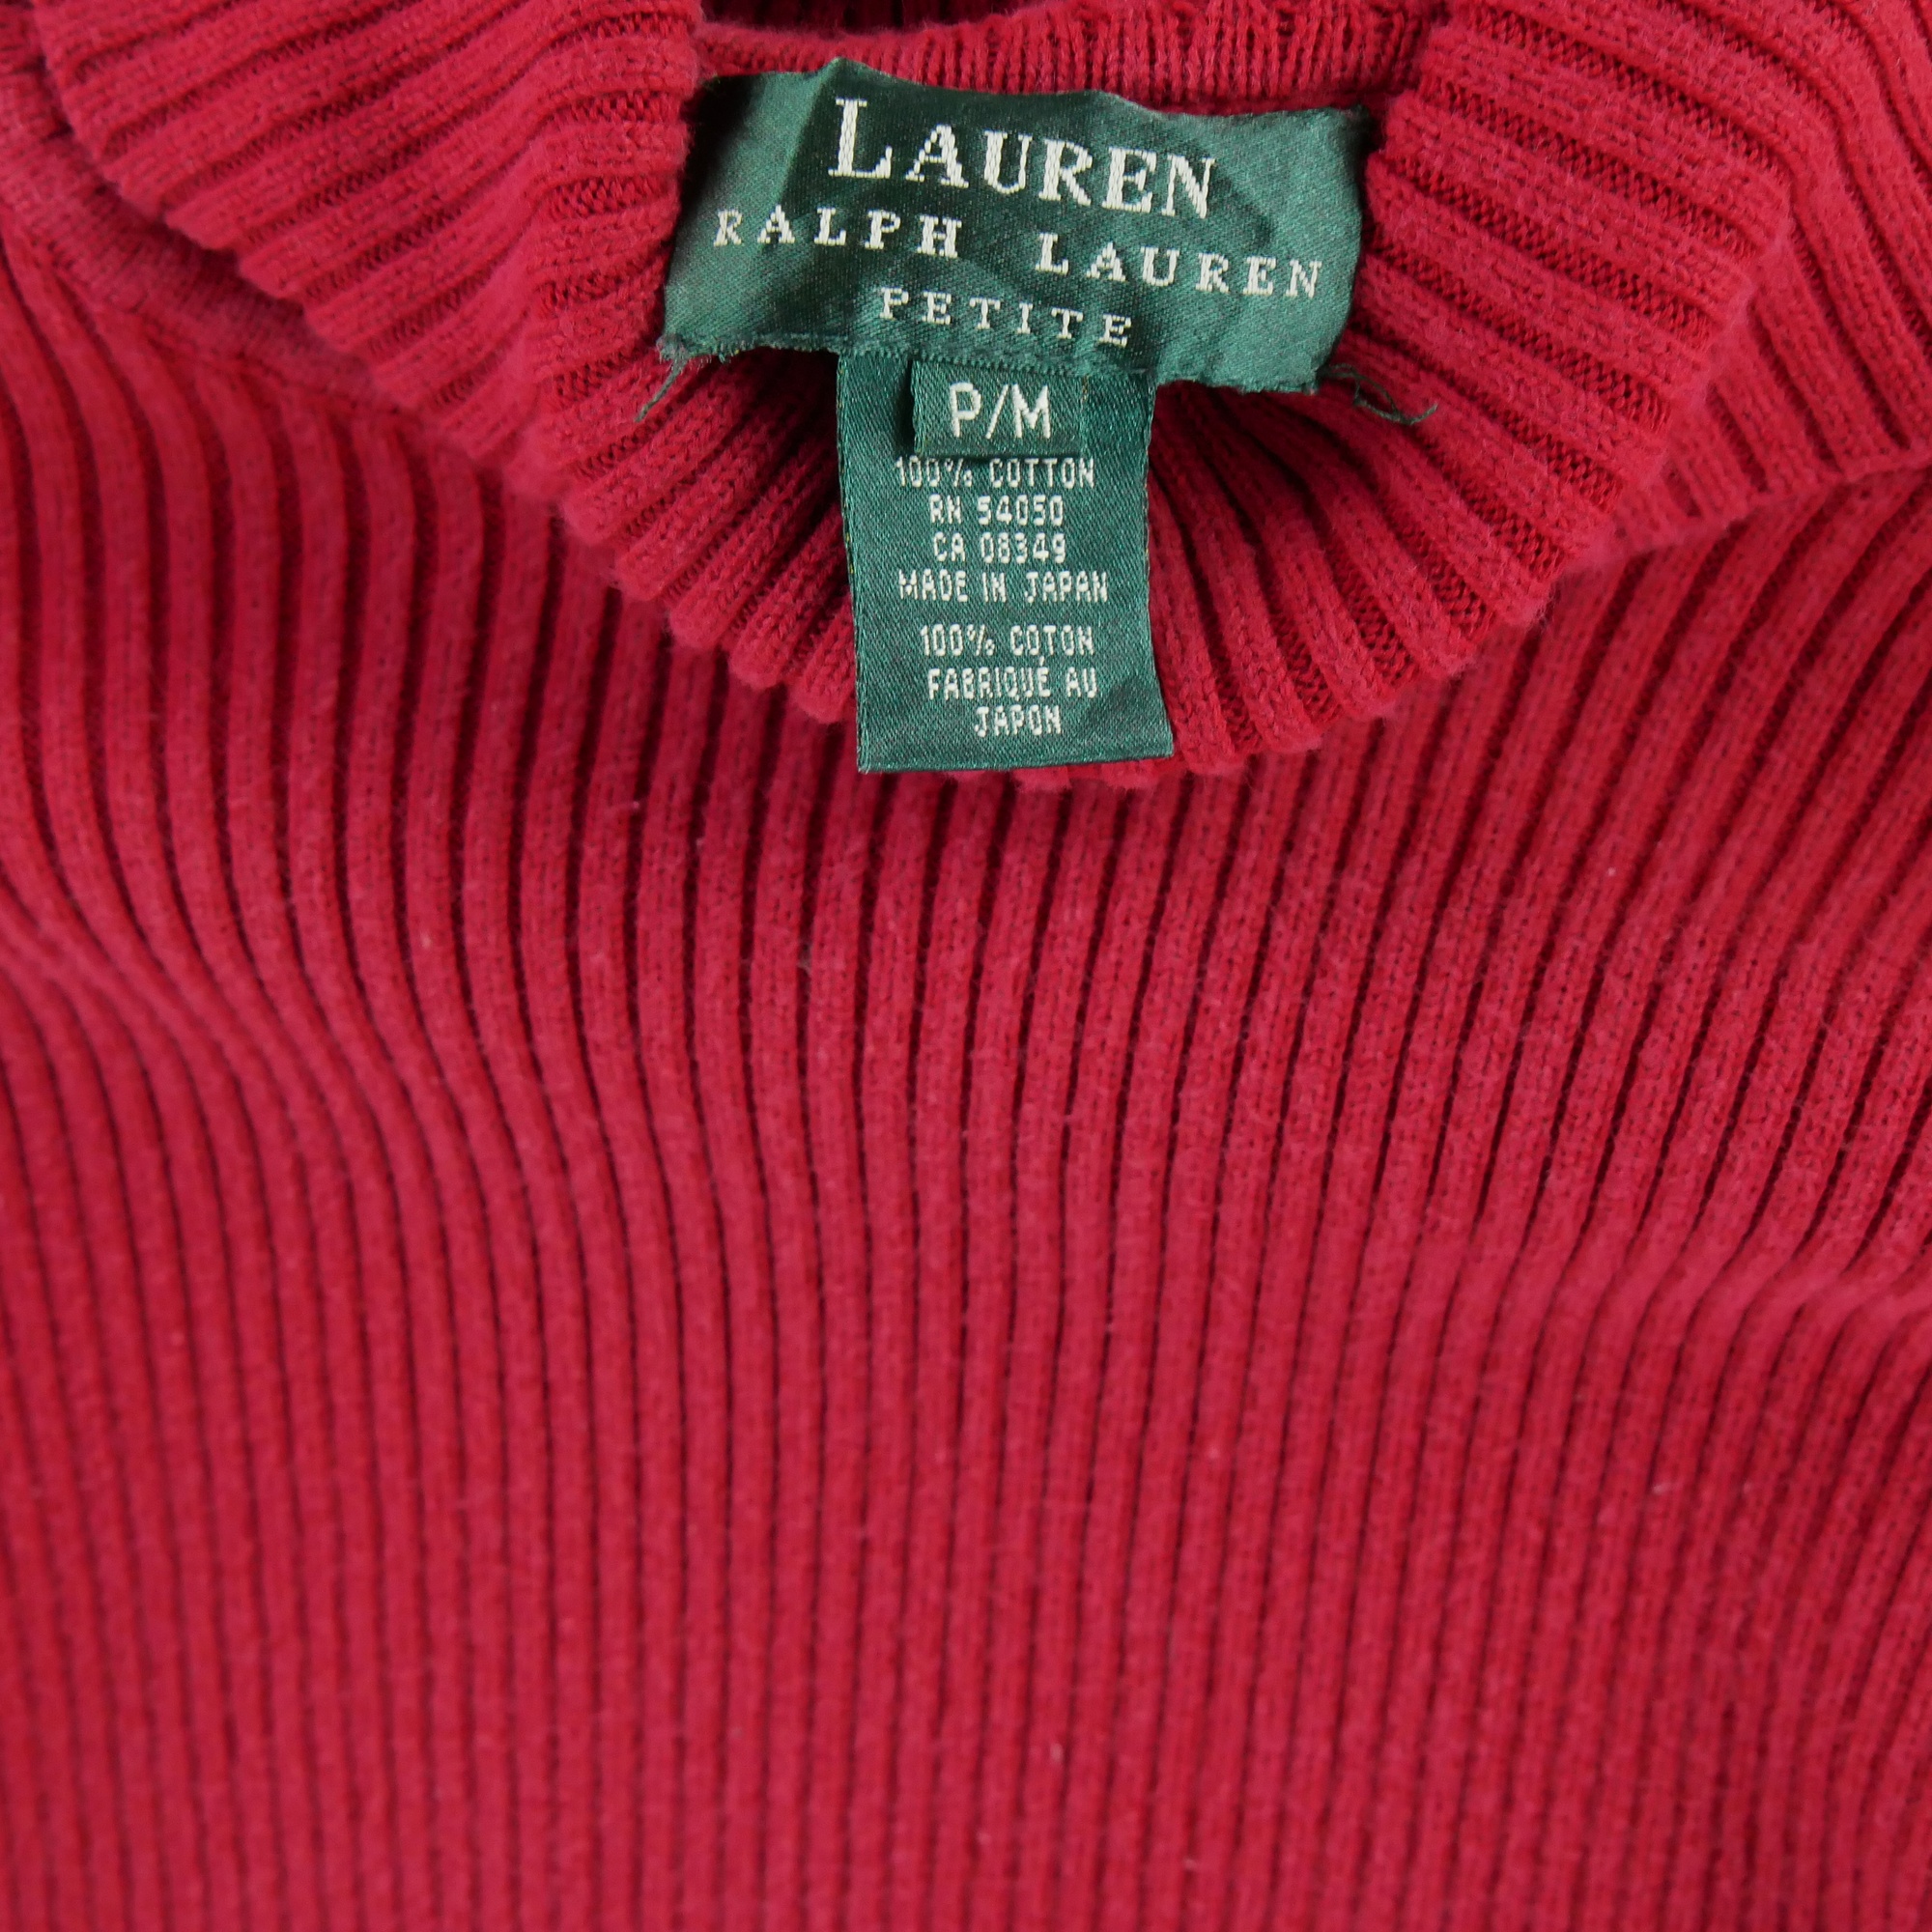 LAUREN
RALPH LAUREN
PETITE
P/M
100% COTTON
RN 54050
CA 08349
MADE IN JAPAN
100% COTON
FABRIQUÉ AU
JAPON